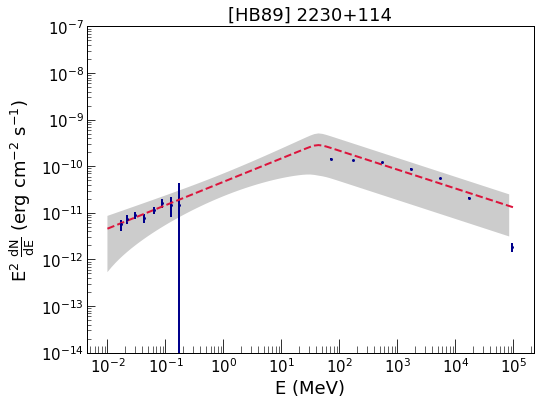 [HB89] 2230+114
E² dN/dE (erg cm⁻² s⁻¹)
10⁻⁷
10⁻⁸
10⁻⁹
10⁻¹⁰
10⁻¹¹
10⁻¹²
10⁻¹³
10⁻¹⁴
10⁻² 10⁻¹ 10⁰ 10¹ 10² 10³ 10⁴ 10⁵
E (MeV)